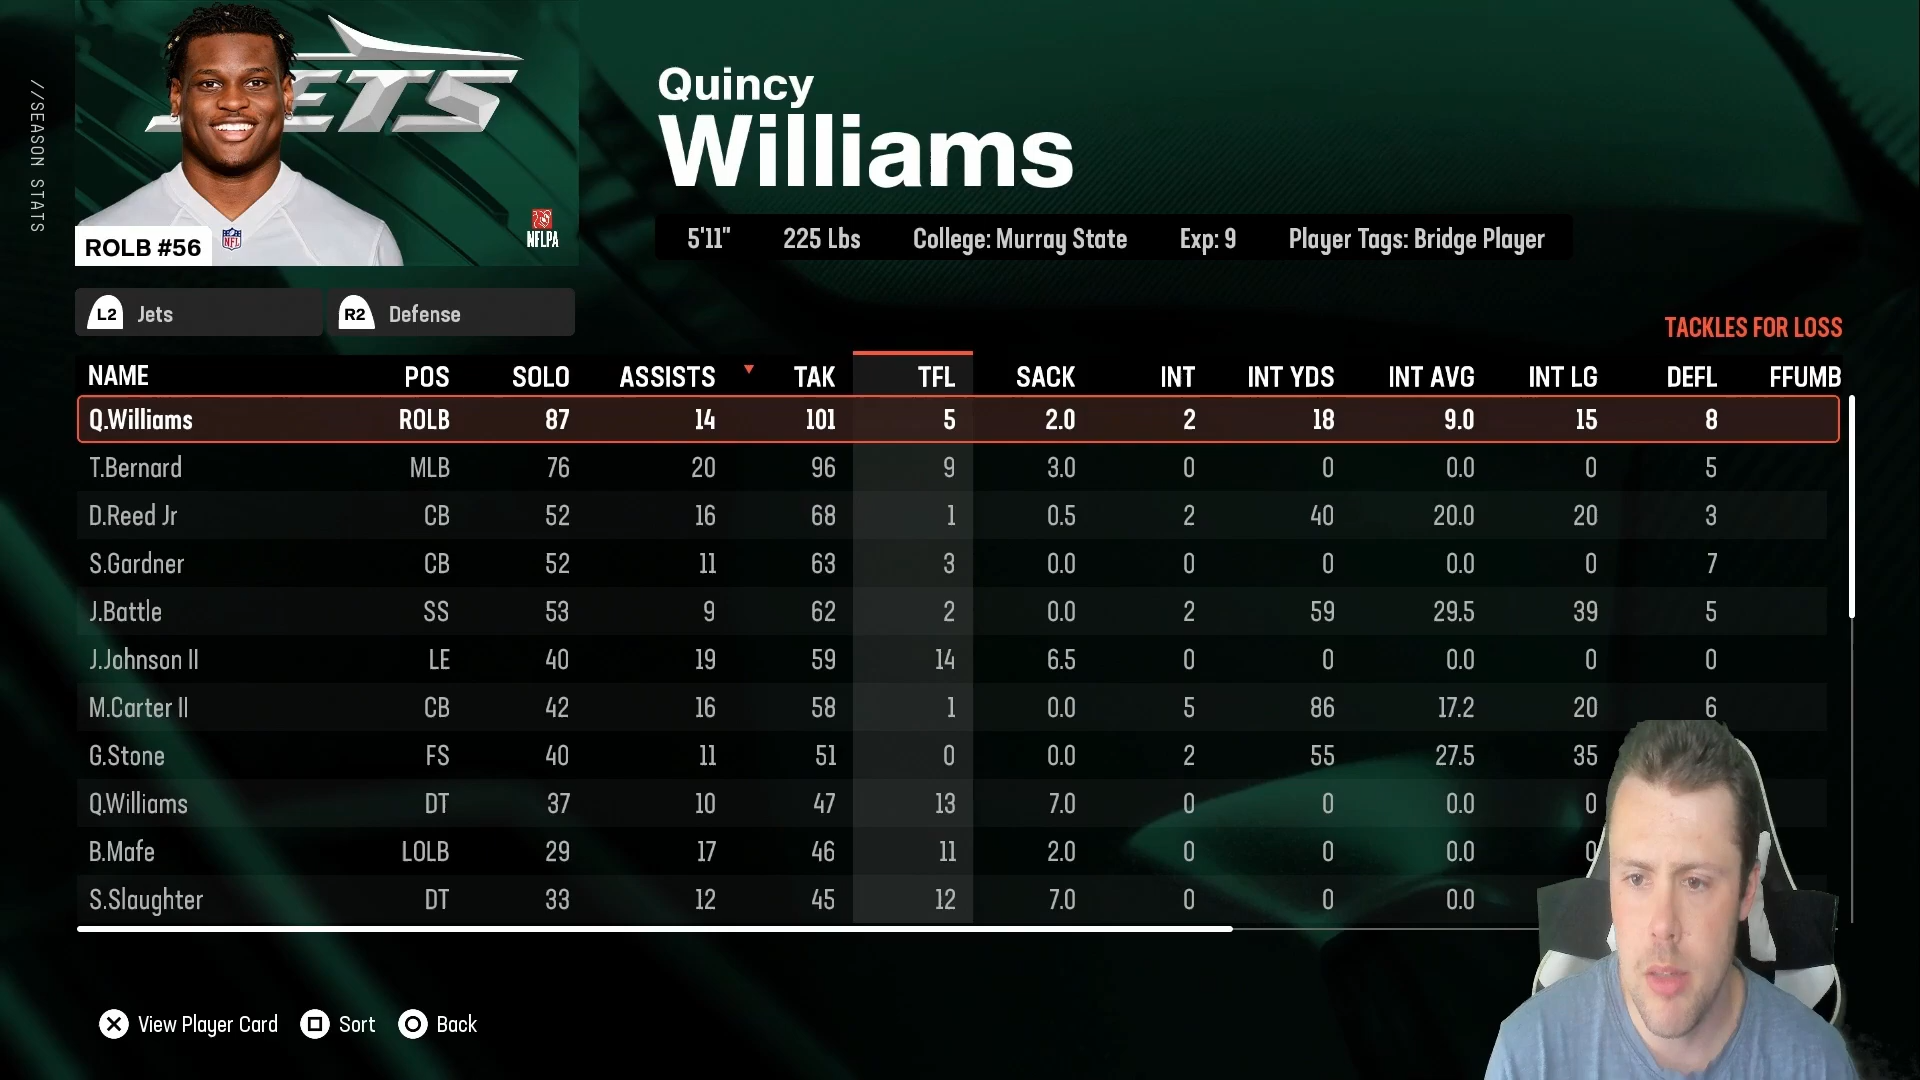 //SEASON STATS
JETS
NFL
NFLPA
ROLB #56
Quincy
Williams
5'11" 225 Lbs College: Murray State Exp: 9 Player Tags: Bridge Player
L2 Jets R2 Defense
TACKLES FOR LOSS
NAME POS SOLO ASSISTS TAK TFL SACK INT INT YDS INT AVG INT LG DEFL FFUMB
Q.Williams ROLB 87 14 101 5 2.0 2 18 9.0 15 8
T.Bernard MLB 76 20 96 9 3.0 0 0 0.0 0 5
D.Reed Jr CB 52 16 68 1 0.5 2 40 20.0 20 3
S.Gardner CB 52 11 63 3 0.0 0 0 0.0 0 7
J.Battle SS 53 9 62 2 0.0 2 59 29.5 39 5
J.Johnson II LE 40 19 59 14 6.5 0 0 0.0 0 0
M.Carter II CB 42 16 58 1 0.0 5 86 17.2 20 6
G.Stone FS 40 11 51 0 0.0 2 55 27.5 35
Q.Williams DT 37 10 47 13 7.0 0 0 0.0 0
B.Mafe LOLB 29 17 46 11 2.0 0 0 0.0 0
S.Slaughter DT 33 12 45 12 7.0 0 0 0.0
View Player Card Sort Back